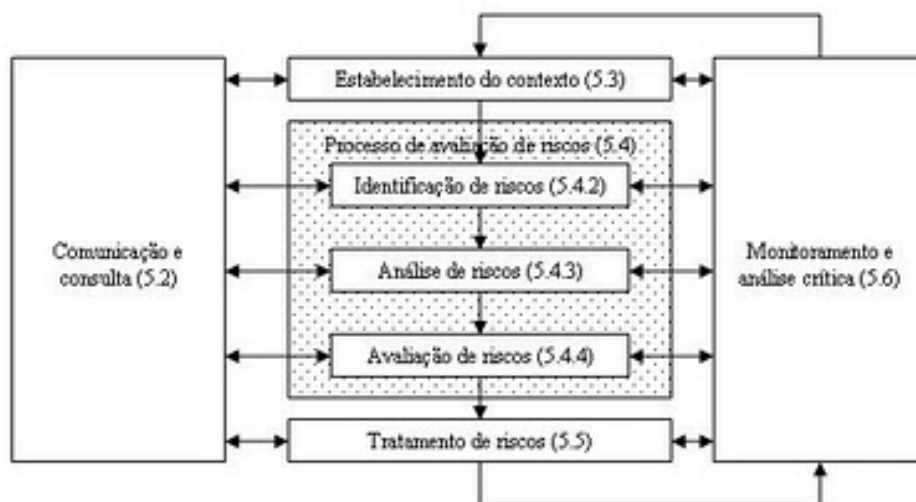 Estabelecimento do contexto (5.3)
Processo de avaliação de riscos (5.4)
Identificação de riscos (5.4.2)
Comunicação e
consulta (5.2)
Análise de riscos (5.4.3)
Monitoramento e
análise crítica (5.6)
Avaliação de riscos (5.4.4)
Tratamento de riscos (5.5)